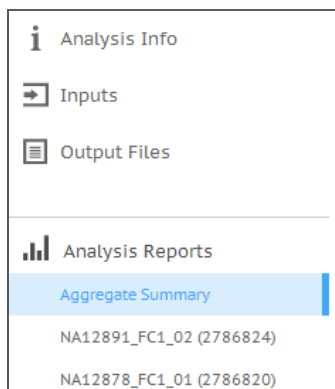 Analysis Info
Inputs
Output Files
Analysis Reports
Aggregate Summary
NA12891_FC1_02 (2786824)
NA12878_FC1_01 (2786820)